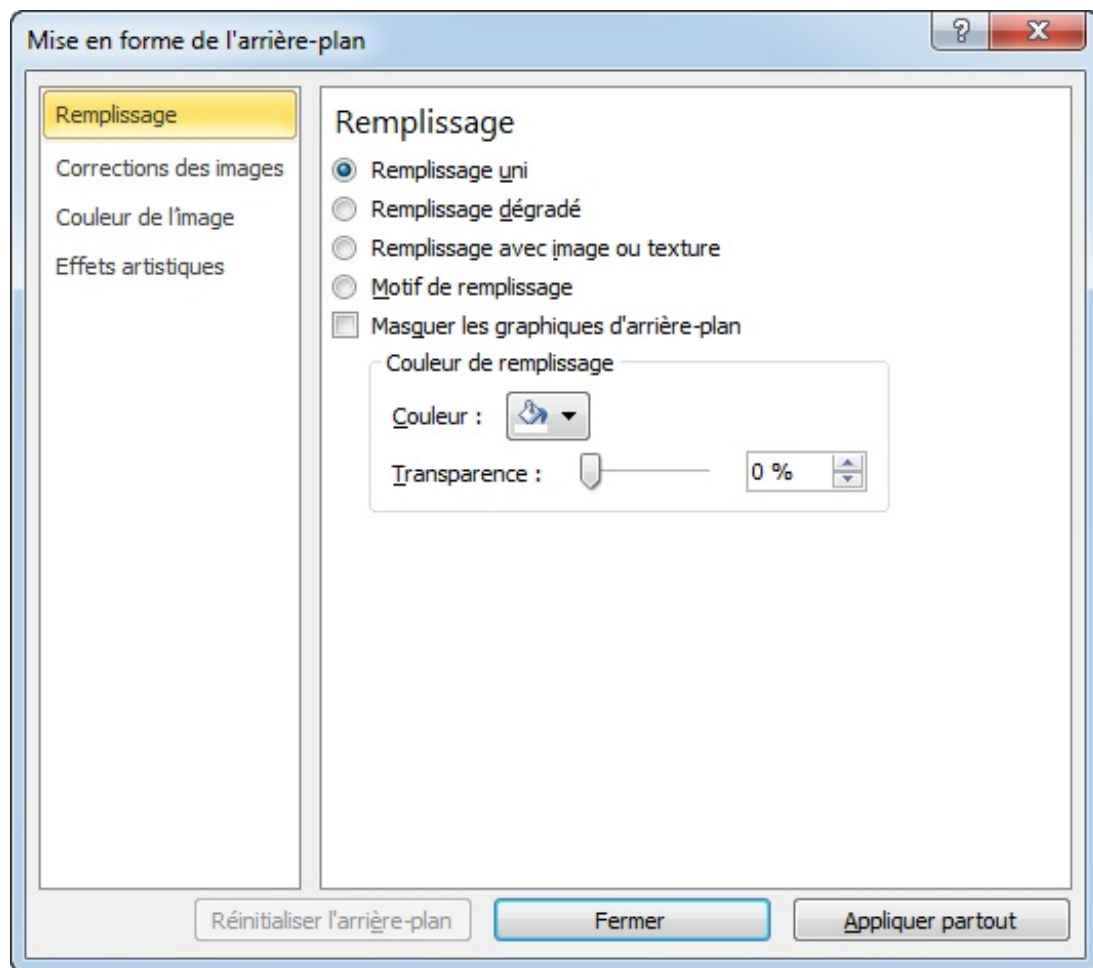 Mise en forme de l'arrière-plan
Remplissage
Corrections des images
Couleur de l'image
Effets artistiques
Remplissage
Remplissage uni
Remplissage dégradé
Remplissage avec image ou texture
Motif de remplissage
Masquer les graphiques d'arrière-plan
Couleur de remplissage
Couleur :
Transparence : 0 %
Réinitialiser l'arrière-plan Fermer Appliquer partout